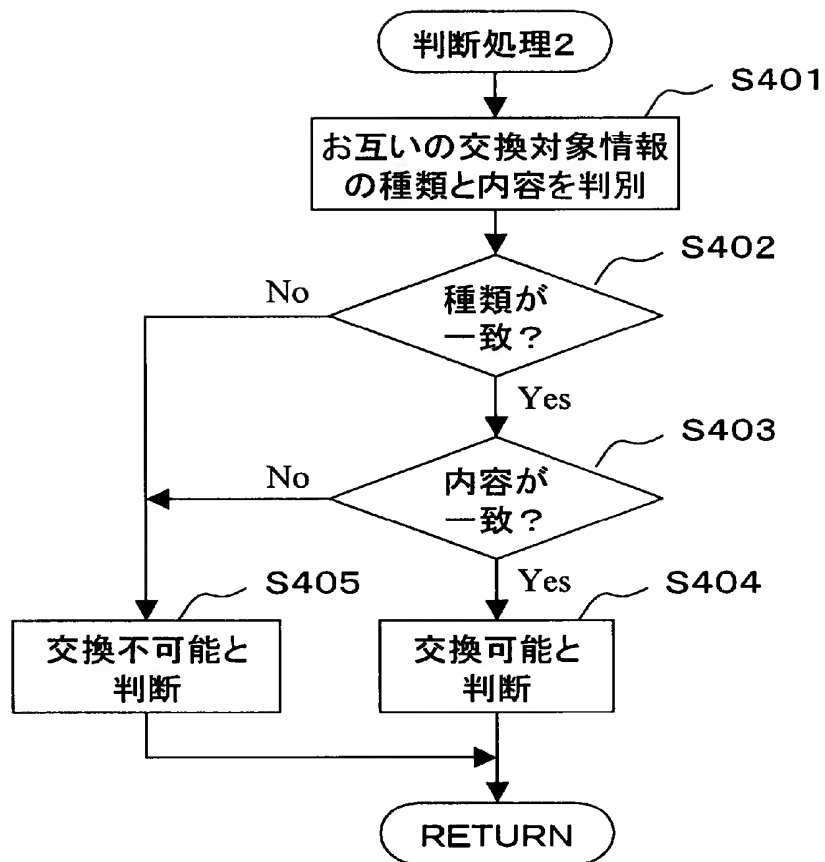 判断処理2
S401
お互いの交換対象情報
の種類と内容を判別
S402
No
種類が
一致?
Yes
S403
No
内容が
一致?
Yes
S405
S404
交換不可能と
判断
交換可能と
判断
RETURN